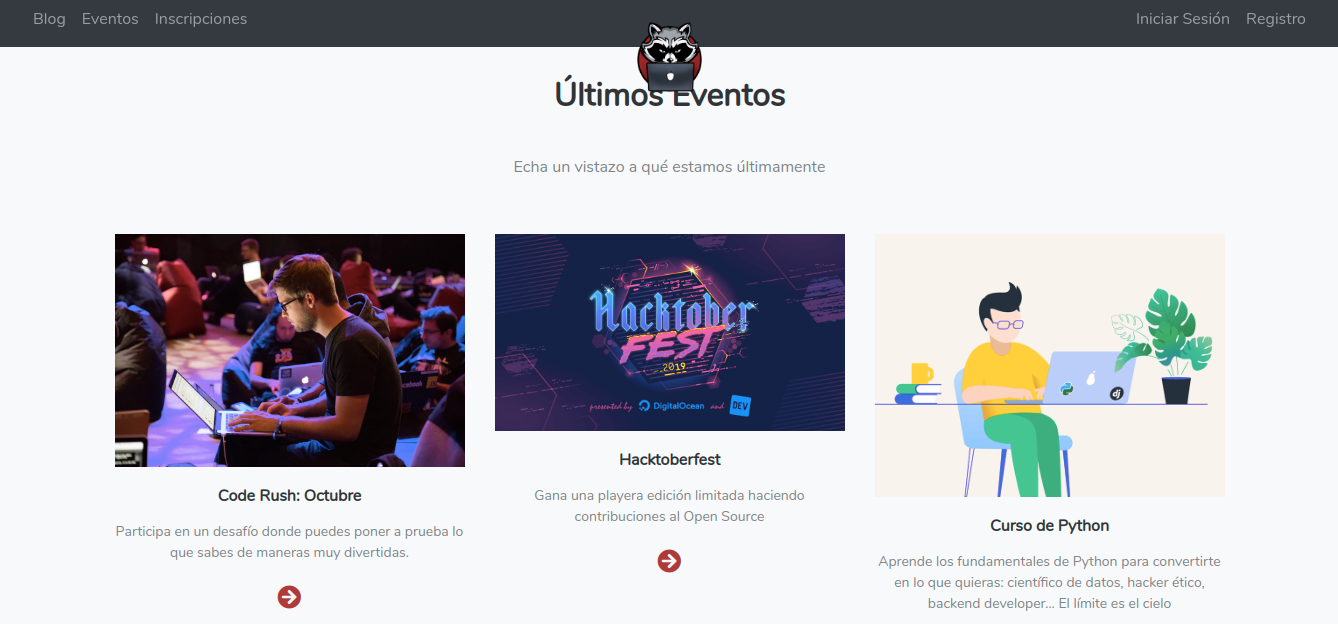 Blog Eventos Inscripciones Iniciar Sesión Registro
Últimos Eventos
Echa un vistazo a qué estamos últimamente
Hacktober
FEST
2019
presented by DigitalOcean and DEV
dj
Code Rush: Octubre
Participa en un desafío donde puedes poner a prueba lo
que sabes de maneras muy divertidas.
Hacktoberfest
Gana una playera edición limitada haciendo
contribuciones al Open Source
Curso de Python
Aprende los fundamentales de Python para convertirte
en lo que quieras: científico de datos, hacker ético,
backend developer... El límite es el cielo